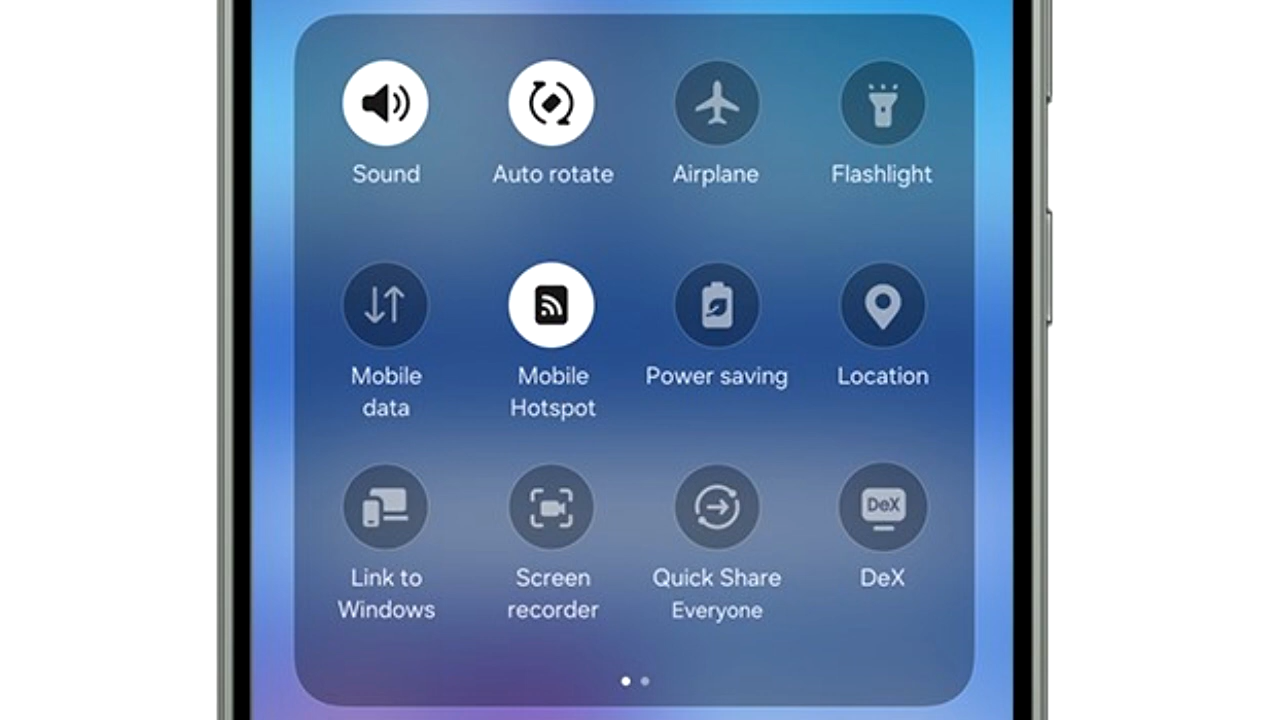 Sound
Auto rotate
Airplane
Flashlight
Mobile
data
Mobile
Hotspot
Power saving
Location
Link to
Windows
Screen
recorder
Quick Share
Everyone
DeX
DeX